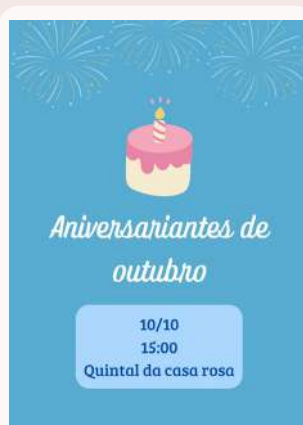 Aniversariantes de
outubro
10/10
15:00
Quintal da casa rosa